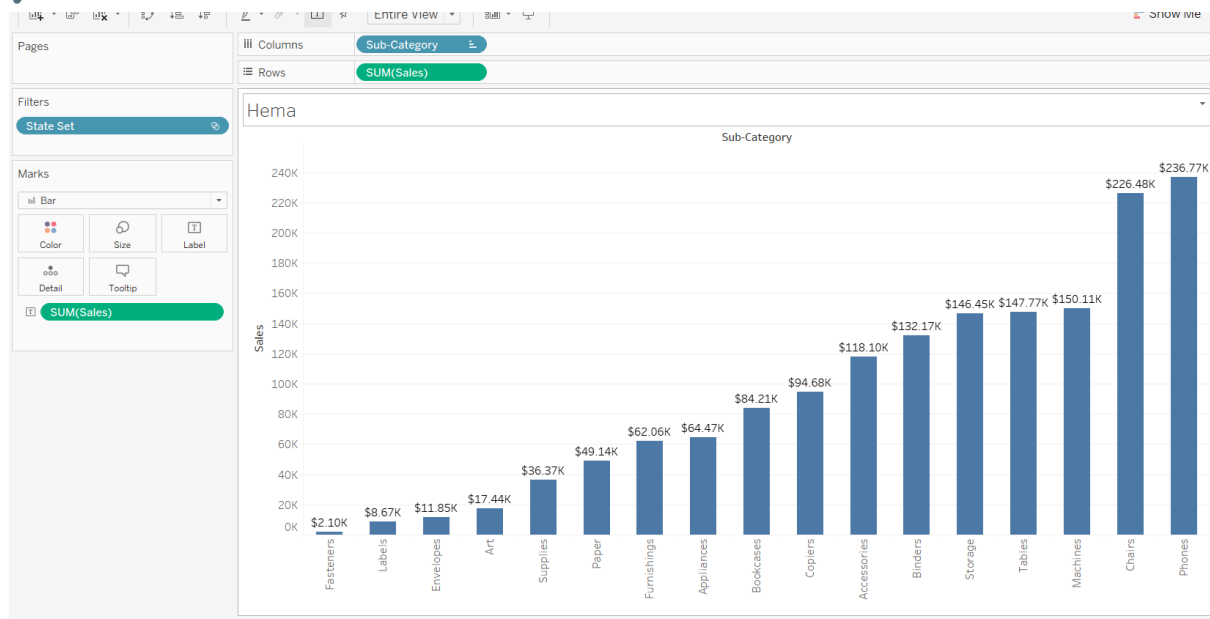 Entire View
Show Me
Pages
Columns
Sub-Category
Rows
SUM(Sales)
Filters
State Set
Marks
Bar
Color
Size
Label
Detail
Tooltip
SUM(Sales)
Hema
Sub-Category
Sales
240K
220K
200K
180K
160K
140K
120K
100K
80K
60K
40K
20K
0K
$2.10K
$8.67K
$11.85K
$17.44K
$36.37K
$49.14K
$62.06K
$64.47K
$84.21K
$94.68K
$118.10K
$132.17K
$146.45K
$147.77K
$150.11K
$226.48K
$236.77K
Fasteners
Labels
Envelopes
Art
Supplies
Paper
Furnishings
Appliances
Bookcases
Copiers
Accessories
Binders
Storage
Tables
Machines
Chairs
Phones